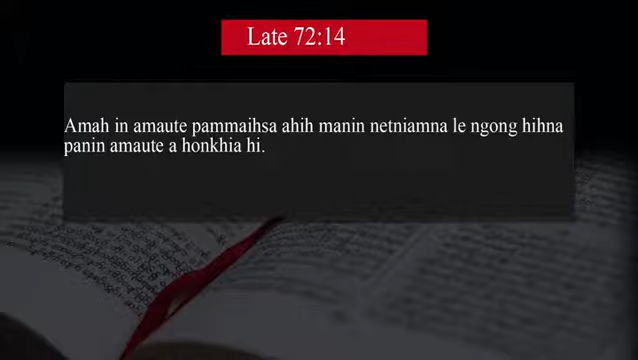 Late 72:14
Amah in amaute pammaihsa ahih manin netniamna le ngong hihna
panin amaute a honkhia hi.